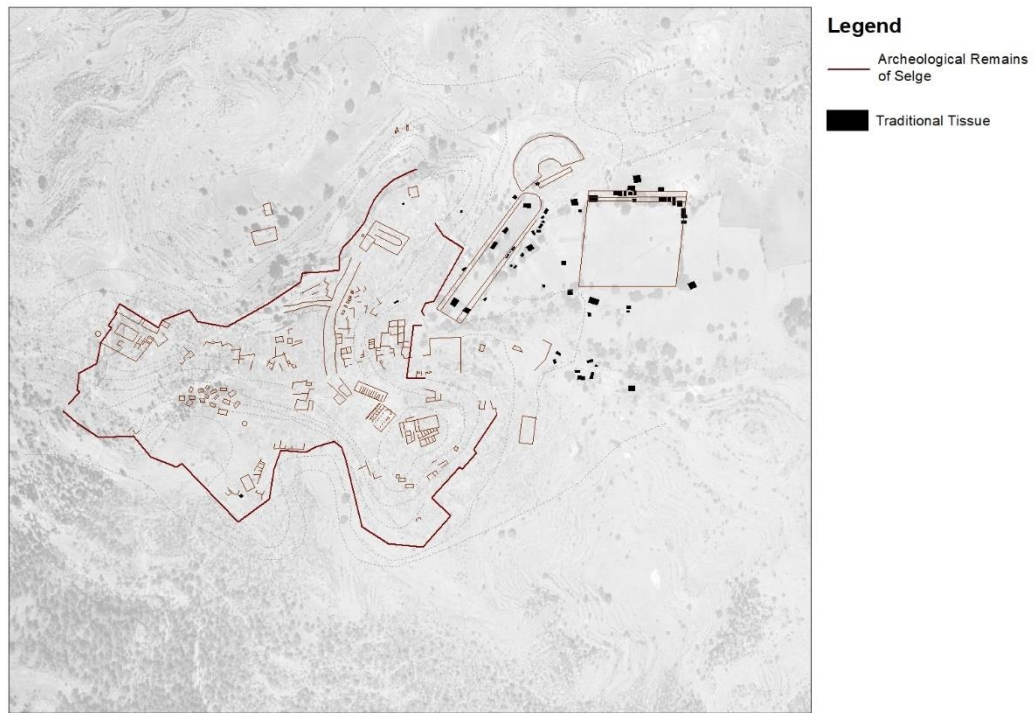 Legend
Archeological Remains
of Selge
Traditional Tissue